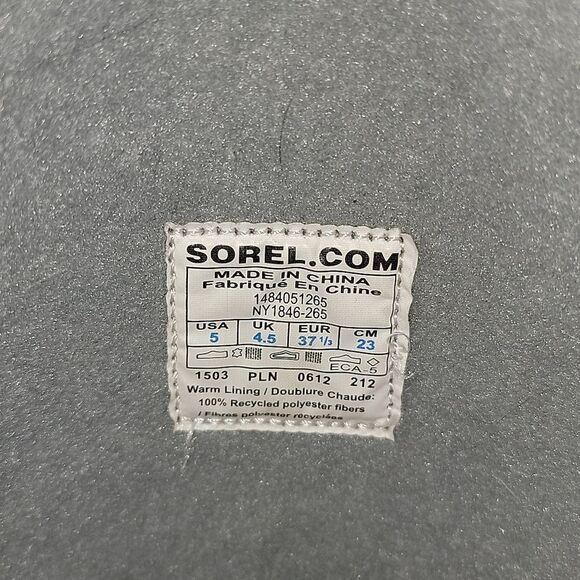 SOREL.COM
MADE IN CHINA
Fabriqué En Chine
1484051265
NY1846-265
USA UK EUR CM
5 4.5 37 1/3 23
ECA-5
1503 PLN 0612 212
Warm Lining / Doublure Chaude:
100% Recycled polyester fibers
/ Fibres polyester recyclées